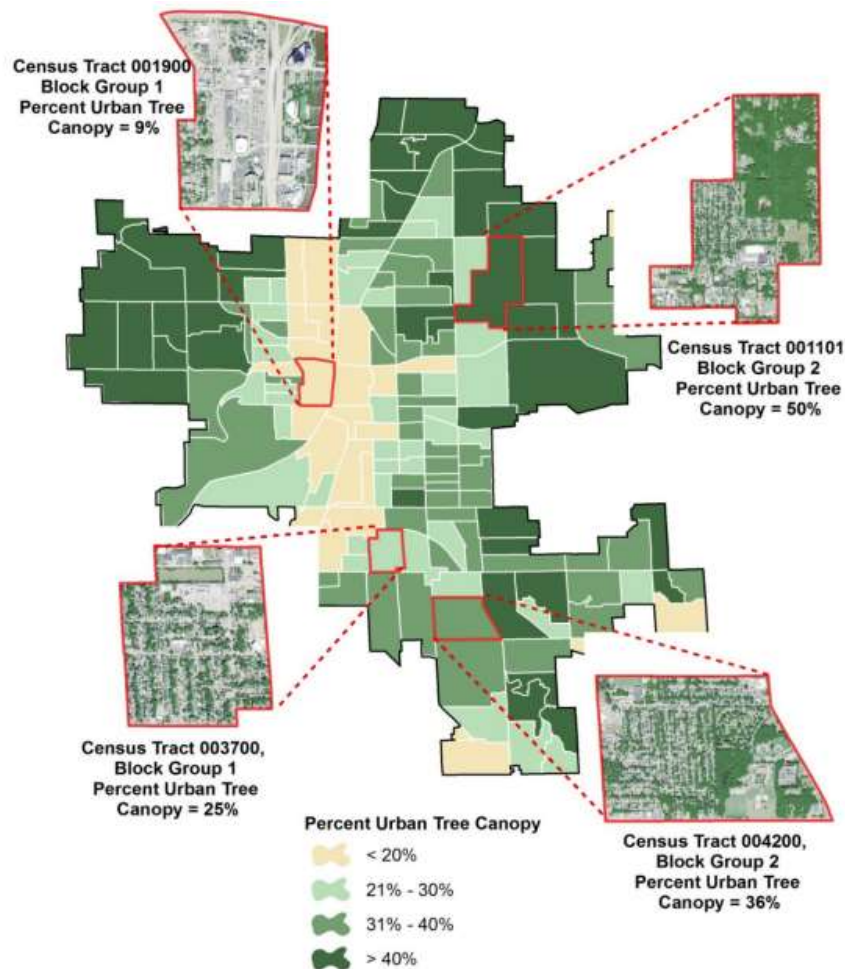 Census Tract 001900
Block Group 1
Percent Urban Tree
Canopy = 9%
Census Tract 001101
Block Group 2
Percent Urban Tree
Canopy = 50%
Census Tract 003700,
Block Group 1
Percent Urban Tree
Canopy = 25%
Census Tract 004200,
Block Group 2
Percent Urban Tree
Canopy = 36%
Percent Urban Tree Canopy
< 20%
21% - 30%
31% - 40%
> 40%